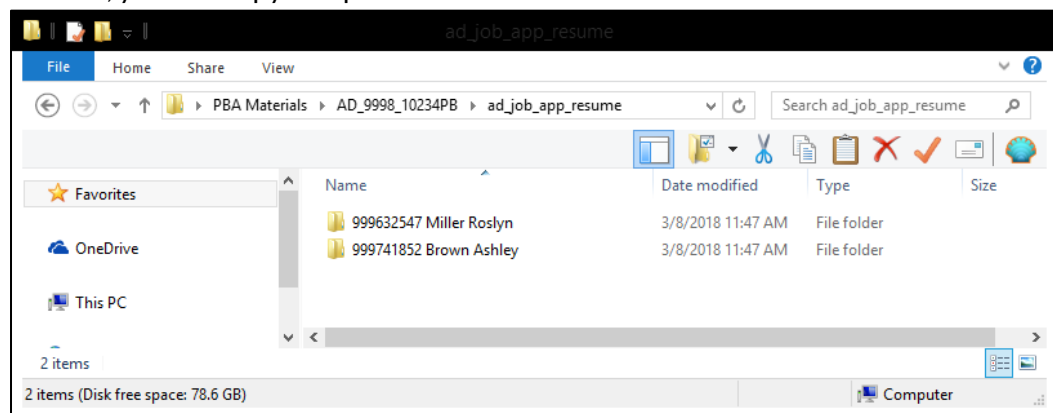 ad_job_app_resume
File Home Share View
PBA Materials AD_9998_10234PB ad_job_app_resume Search ad_job_app_resume
Favorites
OneDrive
This PC
Name Date modified Type Size
999632547 Miller Roslyn 3/8/2018 11:47 AM File folder
999741852 Brown Ashley 3/8/2018 11:47 AM File folder
2 items
2 items (Disk free space: 78.6 GB) Computer